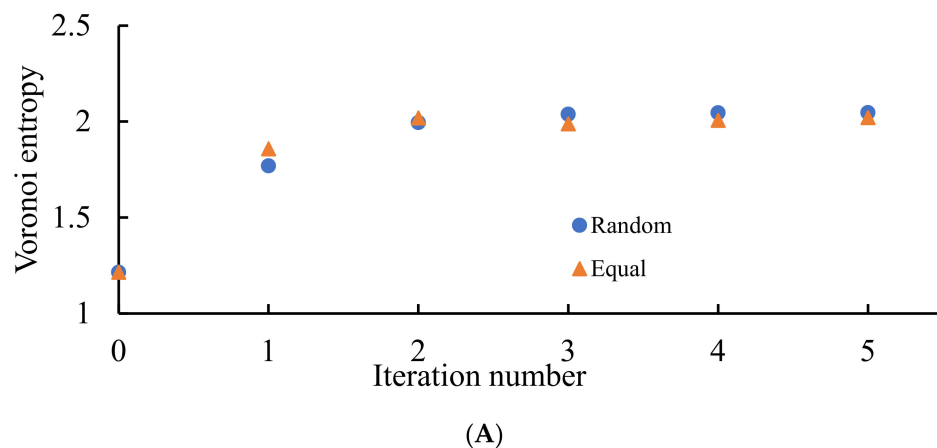 2.5
2
1.5
1
Voronoi entropy
Random
Equal
0 1 2 3 4 5
Iteration number
(A)